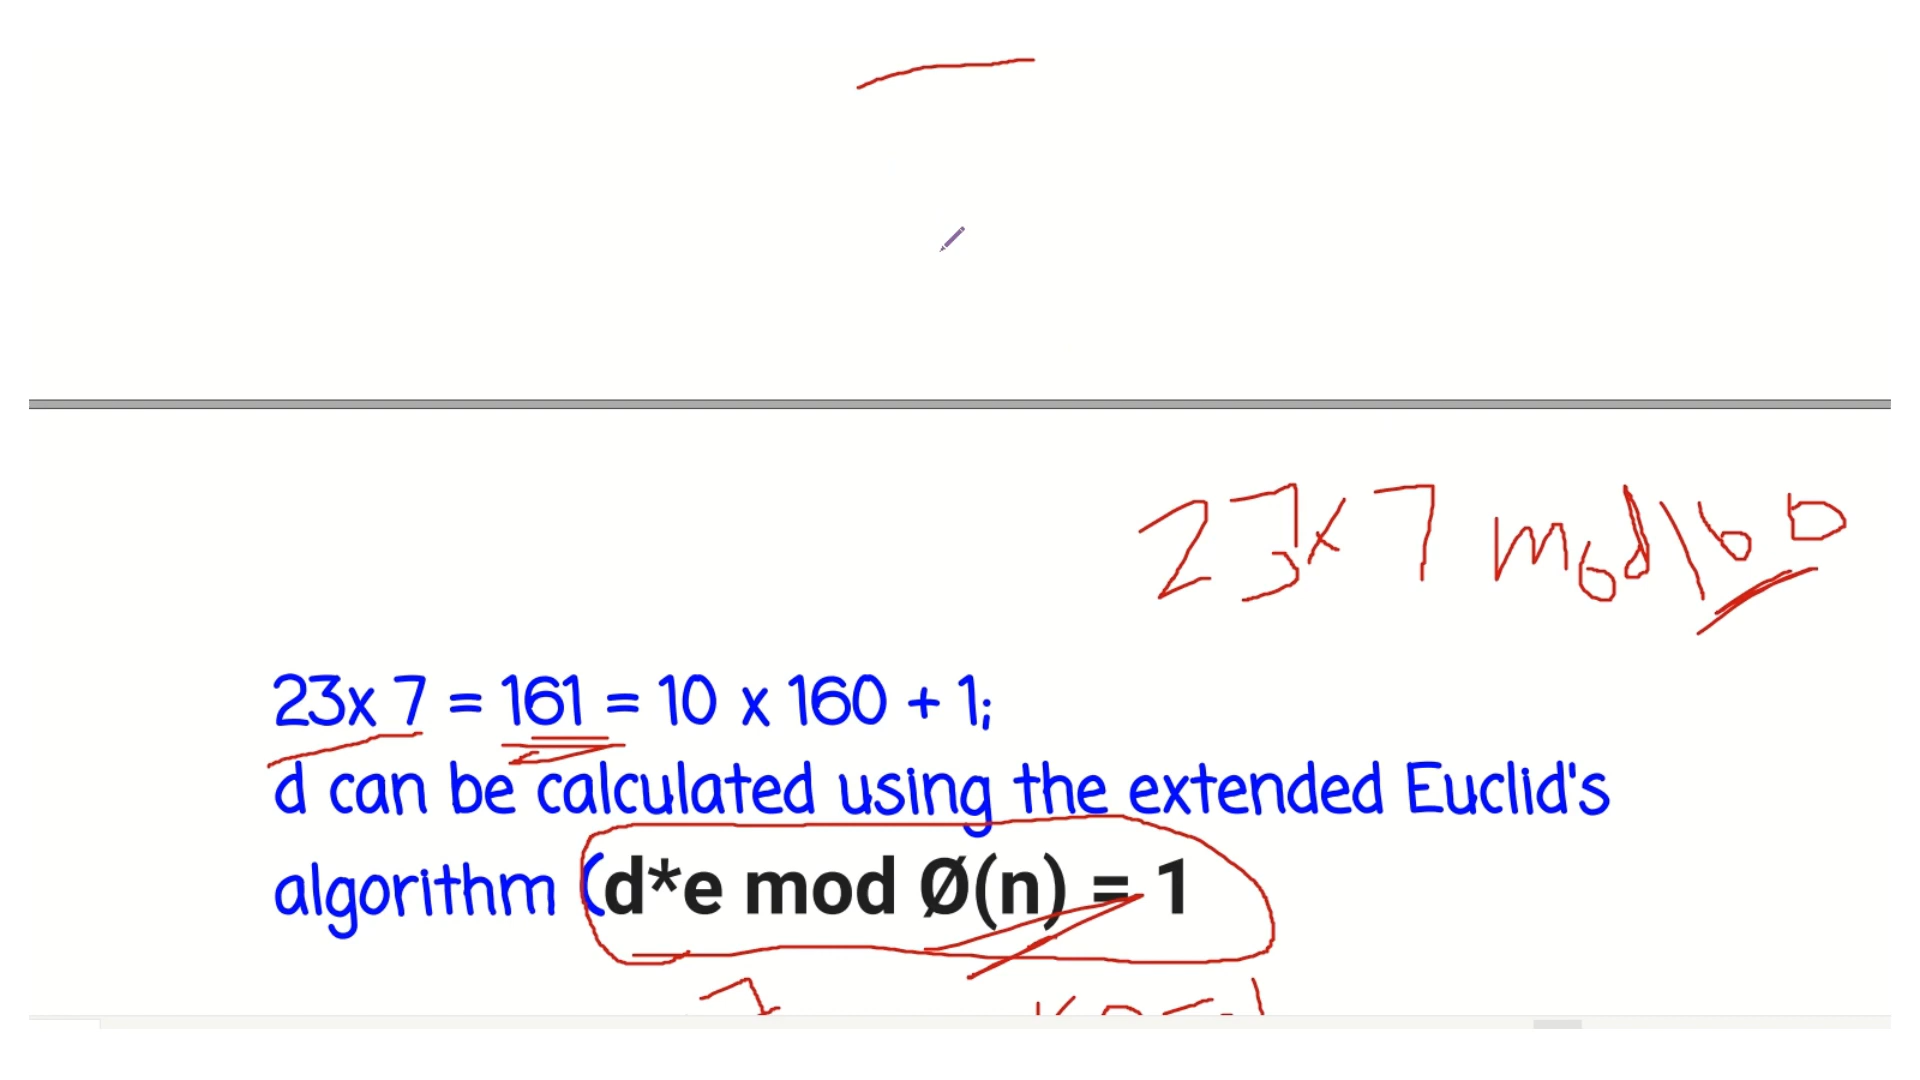 23x7 mod 160
23x 7 = 161 = 10 x 160 + 1;
d can be calculated using the extended Euclid's
algorithm (d*e mod Ø(n) = 1